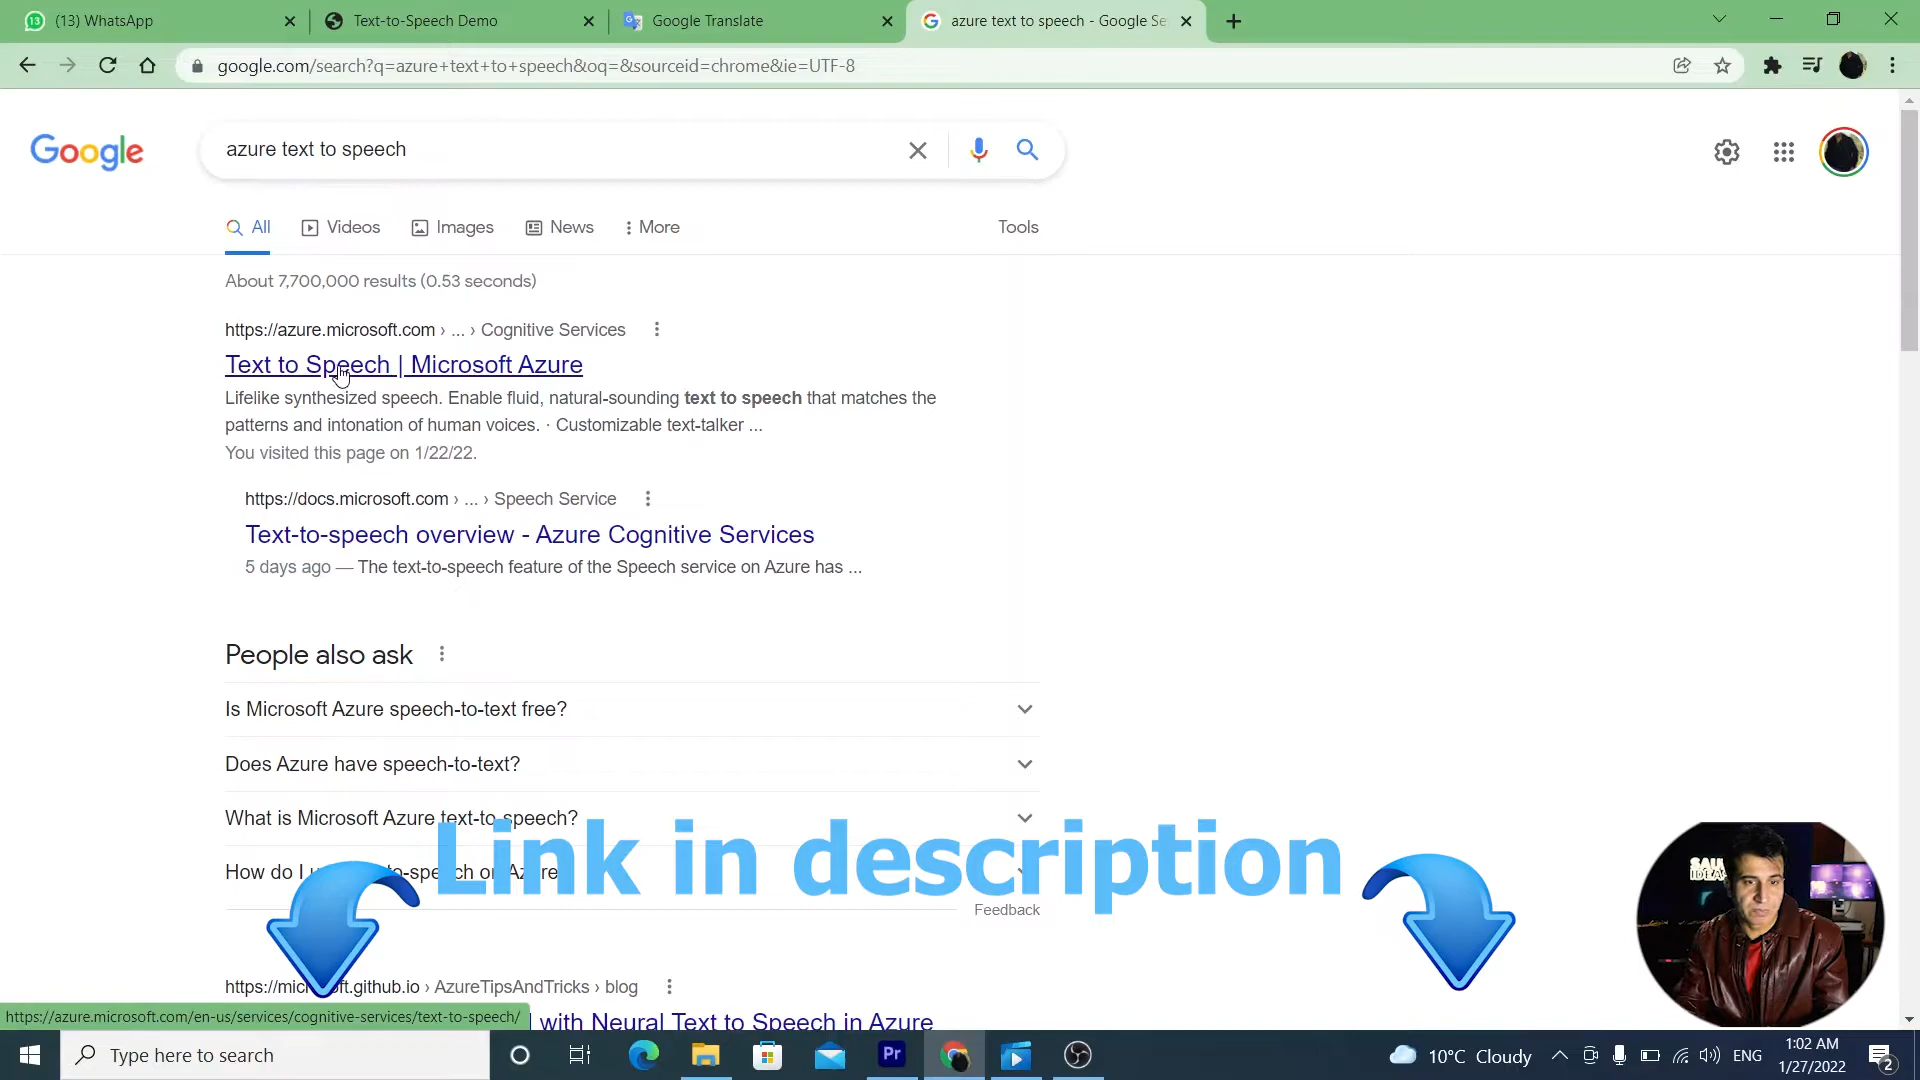 (13) WhatsApp
Text-to-Speech Demo
Google Translate
azure text to speech - Google Se
google.com/search?q=azure+text+to+speech&oq=&sourceid=chrome&ie=UTF-8
Google
azure text to speech
All
Videos
Images
News
More
Tools
About 7,700,000 results (0.53 seconds)
https://azure.microsoft.com › ... › Cognitive Services
Text to Speech | Microsoft Azure
Lifelike synthesized speech. Enable fluid, natural-sounding text to speech that matches the
patterns and intonation of human voices. · Customizable text-talker ...
You visited this page on 1/22/22.
https://docs.microsoft.com › ... › Speech Service
Text-to-speech overview - Azure Cognitive Services
5 days ago — The text-to-speech feature of the Speech service on Azure has ...
People also ask
Is Microsoft Azure speech-to-text free?
Does Azure have speech-to-text?
What is Microsoft Azure text-to-speech?
How do I
Link in description
Feedback
› AzureTipsAndTricks › blog
https://azure.microsoft.com/en-us/services/cognitive-services/text-to-speech/
with Neural Text to Speech in Azure
Type here to search
Pr
10°C Cloudy
ENG
1:02 AM
1/27/2022
2